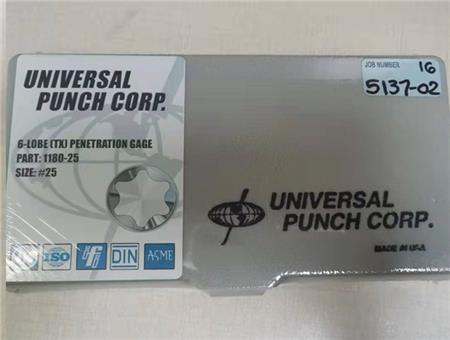 UNIVERSAL
PUNCH CORP.
6-LOBE (TX) PENETRATION GAGE
PART: 1180-25
SIZE: #25
ISO
DIN
ASME
JOB NUMBER 16
5137-02
UNIVERSAL
PUNCH CORP.
MADE IN U.S.A.